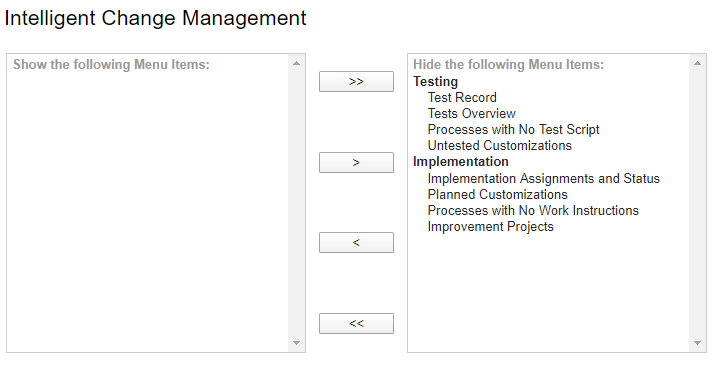 Intelligent Change Management
Show the following Menu Items:
>>
>
<
<<
Hide the following Menu Items:
Testing
Test Record
Tests Overview
Processes with No Test Script
Untested Customizations
Implementation
Implementation Assignments and Status
Planned Customizations
Processes with No Work Instructions
Improvement Projects